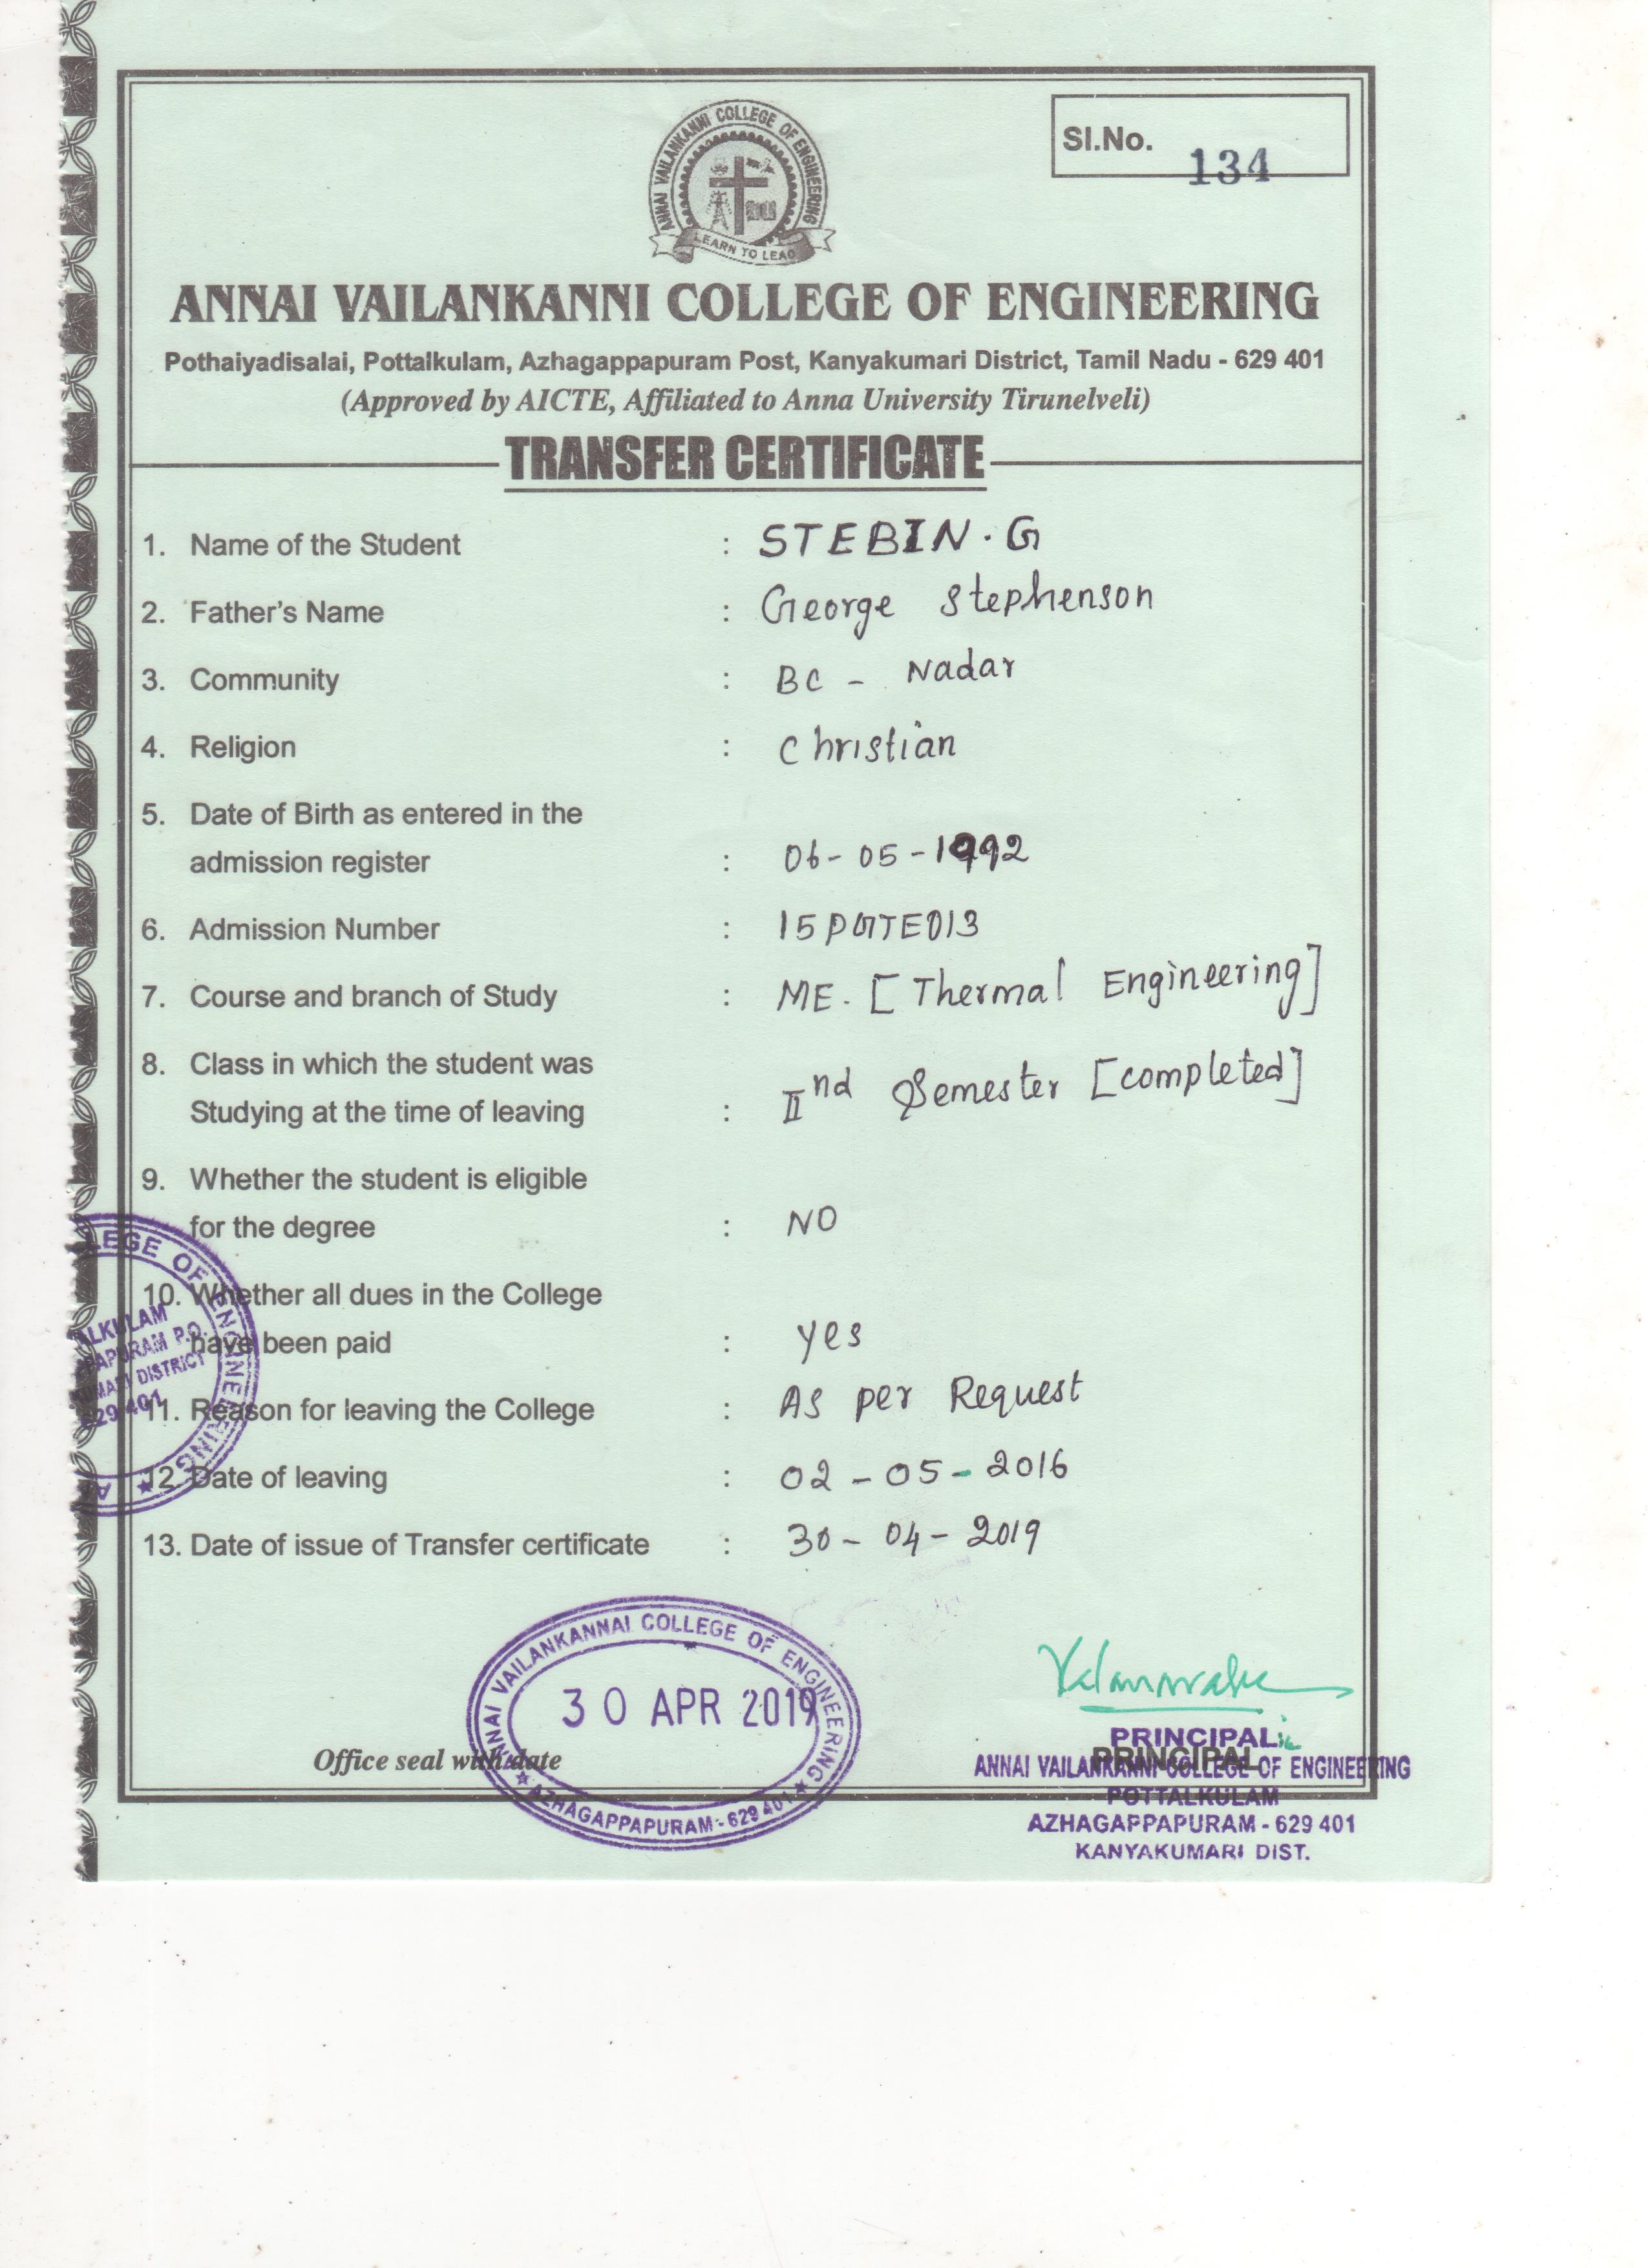 ANNAI VAILANKANNI COLLEGE OF ENGINEERING
LEARN TO LEAD
Sl.No. 134
ANNAI VAILANKANNI COLLEGE OF ENGINEERING
Pothaiyadisalai, Pottalkulam, Azhagappapuram Post, Kanyakumari District, Tamil Nadu - 629 401
(Approved by AICTE, Affiliated to Anna University Tirunelveli)
TRANSFER CERTIFICATE
1. Name of the Student : STEBIN.G
2. Father's Name : George Stephenson
3. Community : BC - Nadar
4. Religion : Christian
5. Date of Birth as entered in the
admission register : 06-05-1992
6. Admission Number : 15PGTE013
7. Course and branch of Study : ME. [Thermal Engineering]
8. Class in which the student was
Studying at the time of leaving : IInd Semester [completed]
9. Whether the student is eligible
for the degree : NO
10. Whether all dues in the College
have been paid : Yes
11. Reason for leaving the College : As per Request
12. Date of leaving : 02-05-2016
13. Date of issue of Transfer certificate : 30-04-2019
LEGE OF ENGINEERING ★ A
ALKULAM
PAPURAM P.O.
UMARI DISTRICT
629 401
ANNAI VAILANKANNAI COLLEGE OF ENGINEERING
30 APR 2019
★ AZHAGAPPAPURAM - 629 401 ★
Office seal with date
PRINCIPAL
PRINCIPAL
ANNAI VAILANKANNI COLLEGE OF ENGINEERING
POTTALKULAM
AZHAGAPPAPURAM - 629 401
KANYAKUMARI DIST.